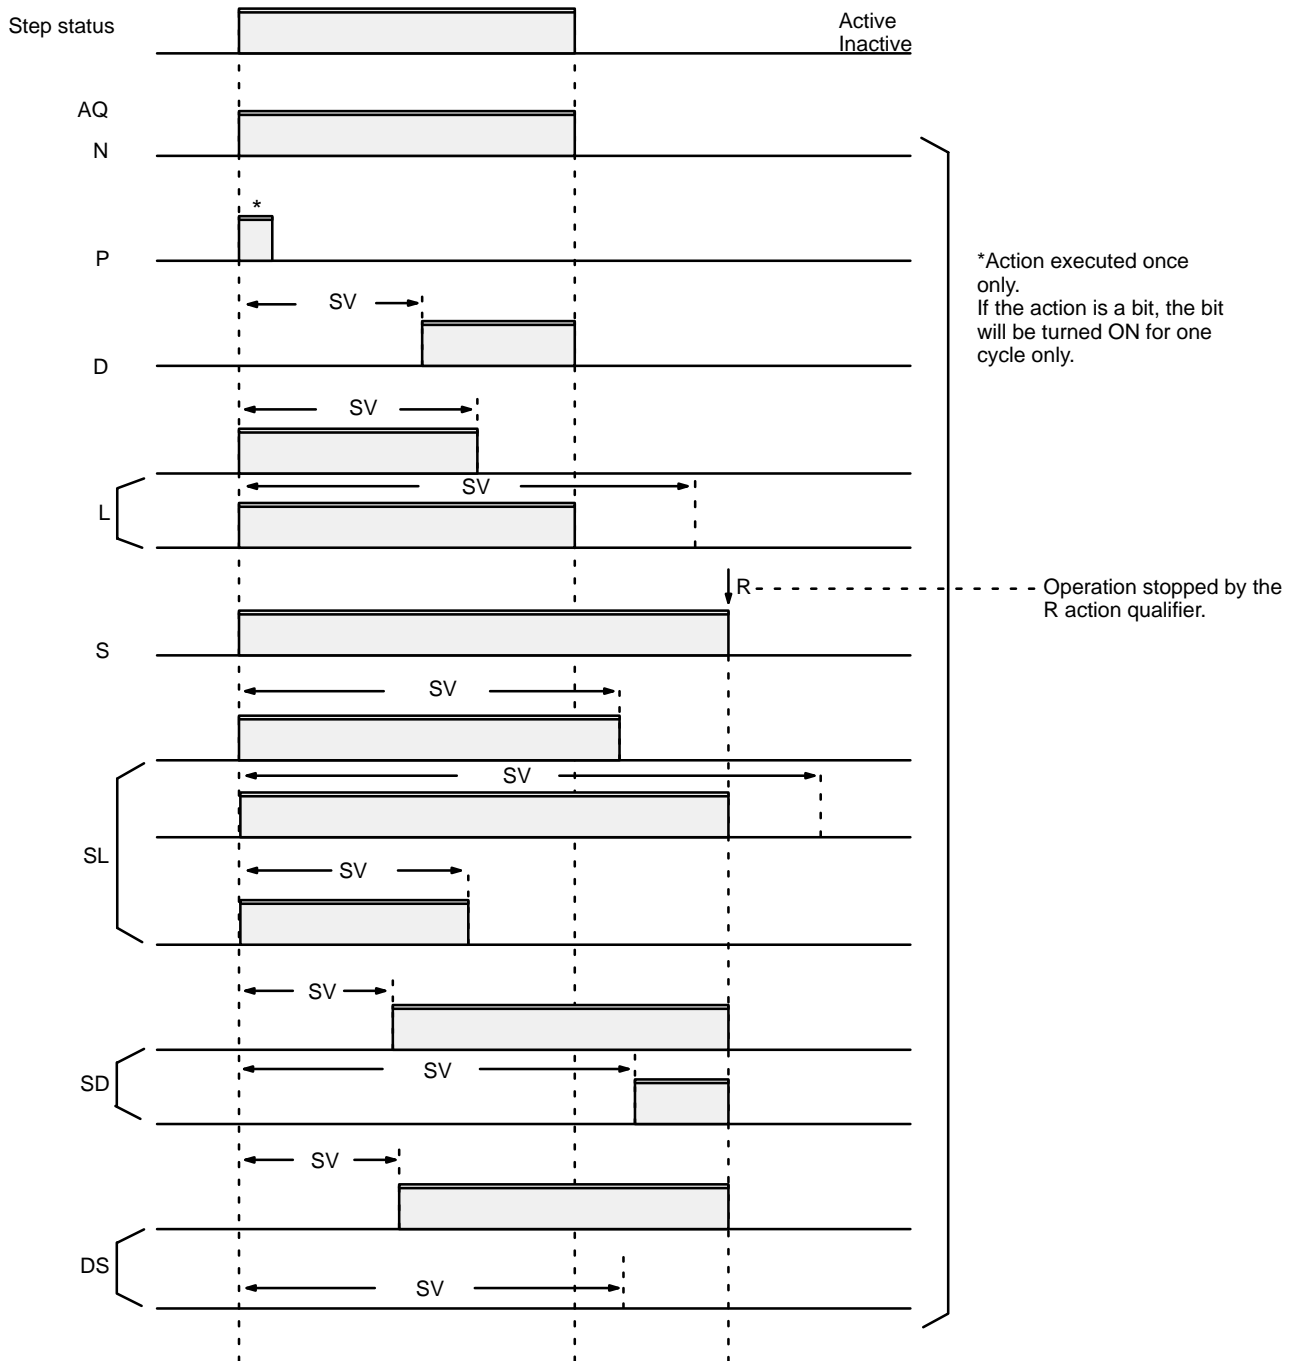 Step status
Active
Inactive
AQ
N
*
P
SV
D
*Action executed once
only.
If the action is a bit, the bit
will be turned ON for one
cycle only.
SV
SV
L
R
Operation stopped by the
R action qualifier.
S
SV
SV
SL
SV
SV
SV
SD
SV
DS
SV